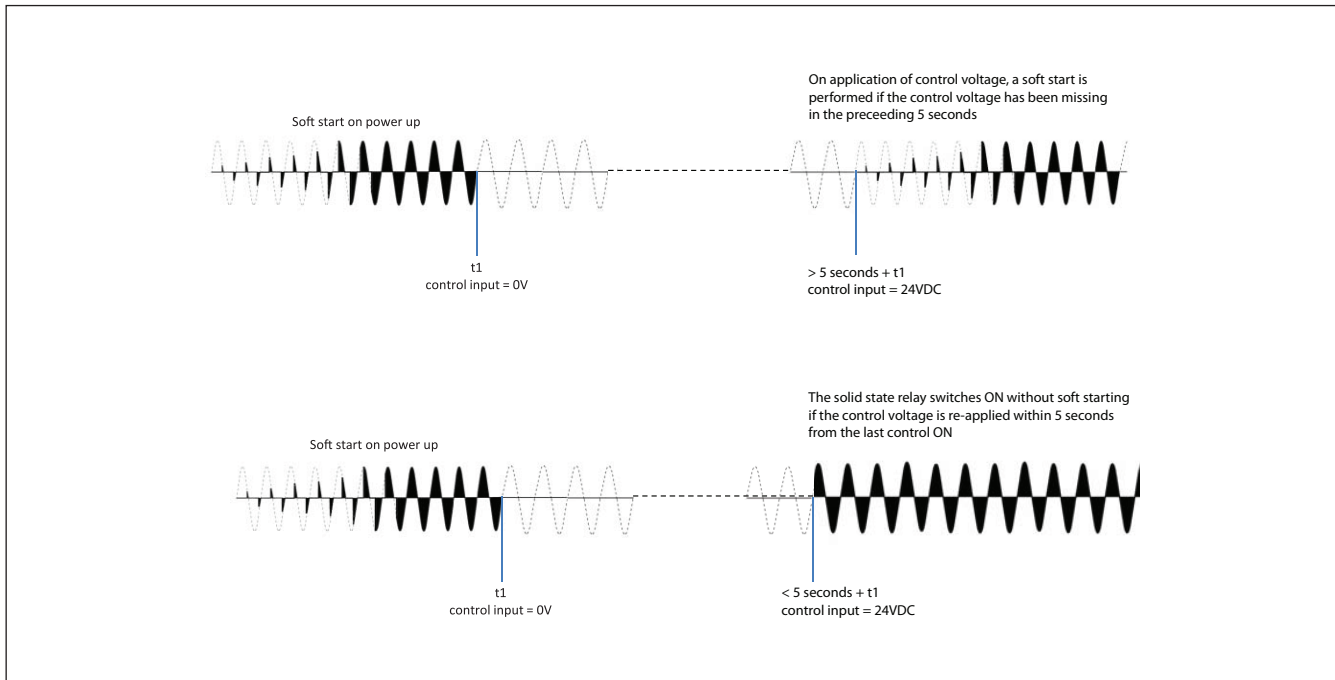 On application of control voltage, a soft start is
performed if the control voltage has been missing
in the preceeding 5 seconds
Soft start on power up
t1
control input = 0V
> 5 seconds + t1
control input = 24VDC
The solid state relay switches ON without soft starting
if the control voltage is re-applied within 5 seconds
from the last control ON
Soft start on power up
t1
control input = 0V
< 5 seconds + t1
control input = 24VDC